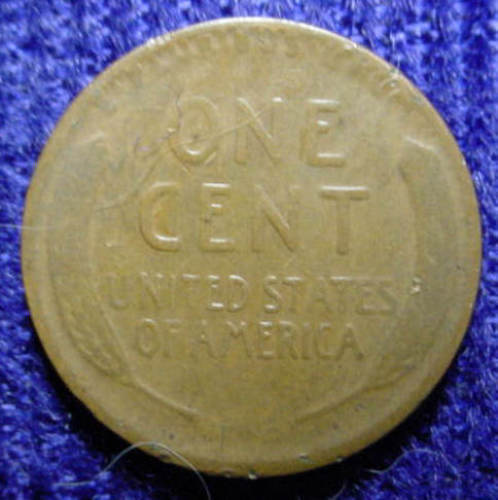 ONE
CENT
UNITED STATES
OF AMERICA